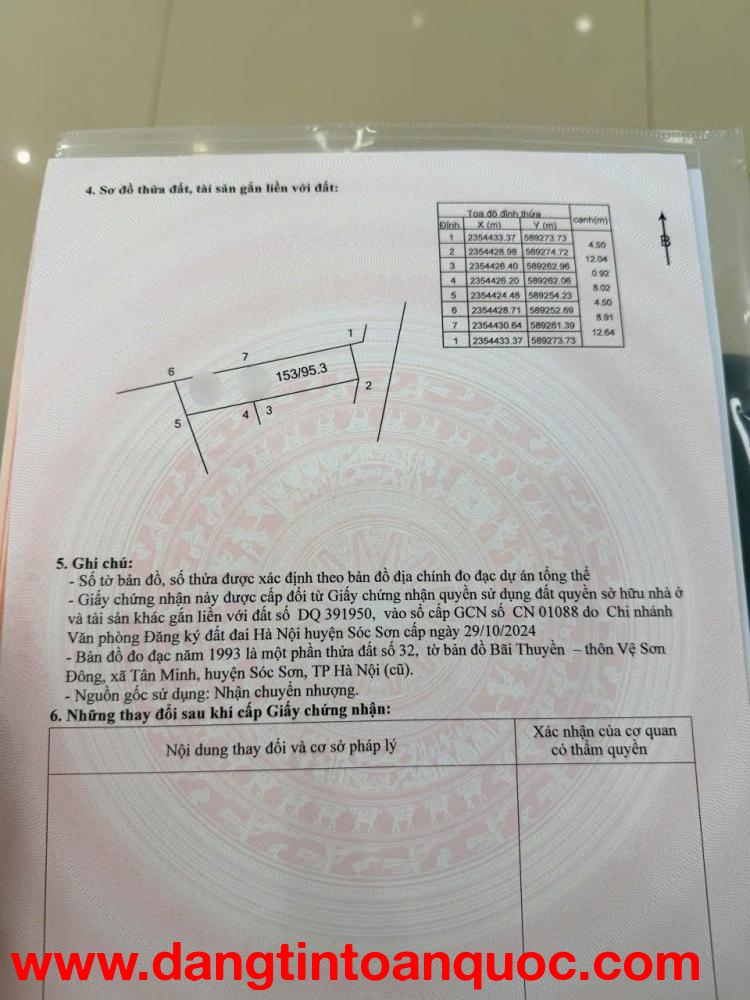 4. Sơ đồ thửa đất, tài sản gắn liền với đất:
Tọa độ đỉnh thửa cạnh(m)
Đỉnh X (m) Y (m)
1 2354433.37 589273.73
4.50
2 2354428.98 589274.72
12.04
3 2354426.40 589262.96
0.92
4 2354426.20 589262.06
8.02
5 2354424.48 589254.23
4.50
6 2354428.71 589252.69
8.91
7 2354430.64 589261.39
12.64
1 2354433.37 589273.73
B
1
7
6
153/95.3
2
3
4
5
5. Ghi chú:
- Số tờ bản đồ, số thửa được xác định theo bản đồ địa chính đo đạc dự án tổng thể
- Giấy chứng nhận này được cấp đổi từ Giấy chứng nhận quyền sử dụng đất quyền sở hữu nhà ở
và tài sản khác gắn liền với đất số DQ 391950, vào sổ cấp GCN số CN 01088 do Chi nhánh
Văn phòng Đăng ký đất đai Hà Nội huyện Sóc Sơn cấp ngày 29/10/2024
- Bản đồ đo đạc năm 1993 là một phần thửa đất số 32, tờ bản đồ Bãi Thuyền – thôn Vệ Sơn
Đông, xã Tân Minh, huyện Sóc Sơn, TP Hà Nội (cũ).
- Nguồn gốc sử dụng: Nhận chuyển nhượng.
6. Những thay đổi sau khi cấp Giấy chứng nhận:
Nội dung thay đổi và cơ sở pháp lý
Xác nhận của cơ quan
có thẩm quyền
www.dangtintoanquoc.com